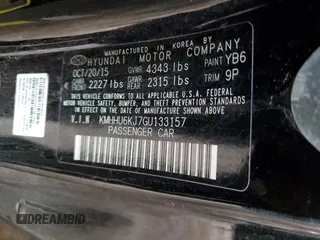 MADE IN KOREA
HYUNDAI MOTOR COMPANY
OCT/20/15 GVWR 4343 lbs PAINT YB6
GAWR FRONT 2227 lbs GAWR REAR 2315 lbs TRIM 9P
THIS VEHICLE CONFORMS TO ALL APPLICABLE
FEDERAL MOTOR VEHICLE SAFETY, BUMPER, AND
THEFT PREVENTION STANDARDS IN EFFECT ON THE
DATE OF MANUFACTURE SHOWN ABOVE.
V.I.N KMHHU6KJ7GU133157
PASSENGER CAR
DREAMBID